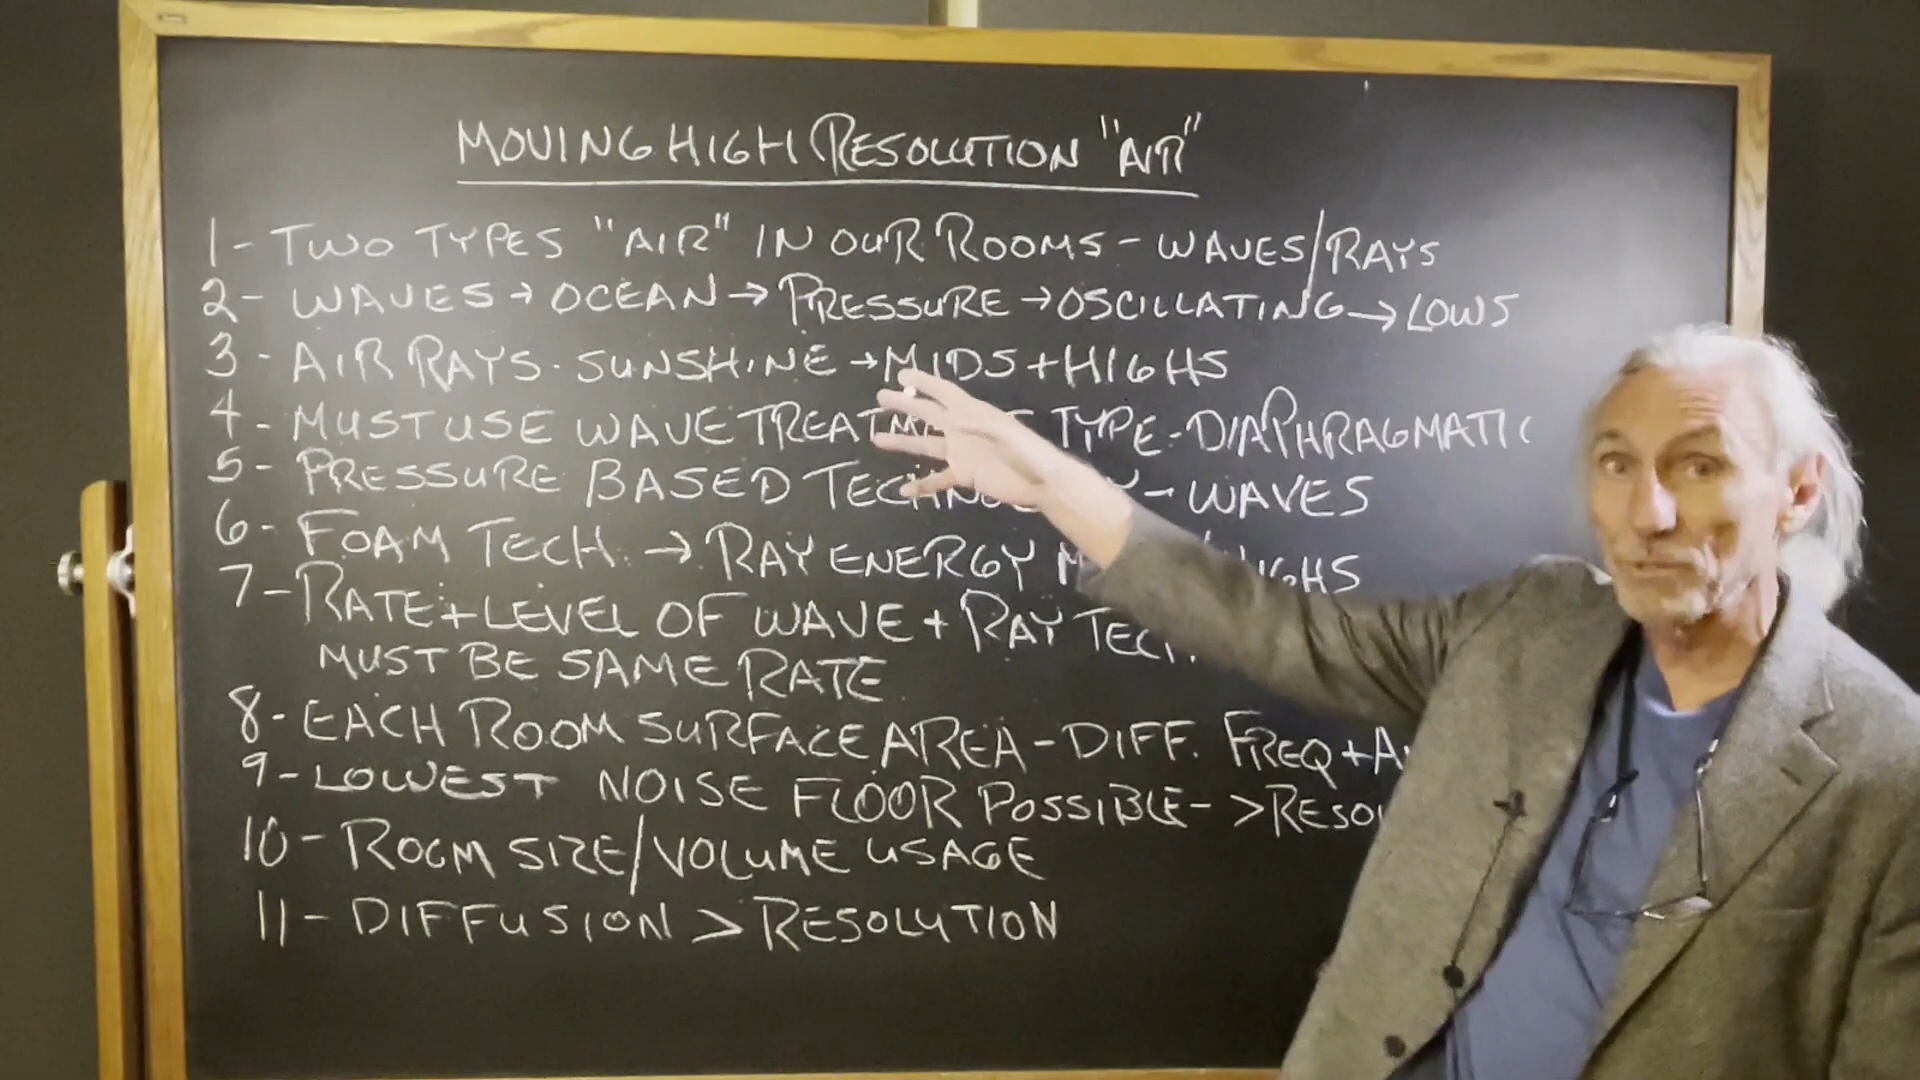 MOVING HIGH RESOLUTION "AIR"
1- TWO TYPES "AIR" IN OUR ROOMS - WAVES/RAYS
2- WAVES → OCEAN → PRESSURE → OSCILLATING → LOWS
3- AIR RAYS. SUNSHINE → MIDS + HIGHS
4- MUST USE WAVE TREATM TYPE-DIAPHRAGMATIC
5- PRESSURE BASED TECHNO Y - WAVES
6- FOAM TECH. → RAY ENERGY M GHS
7- RATE + LEVEL OF WAVE + RAY TECH.
MUST BE SAME RATE
8- EACH ROOM SURFACE AREA - DIFF. FREQ + A
9- LOWEST NOISE FLOOR POSSIBLE- > RESO
10- ROOM SIZE/VOLUME USAGE
11- DIFFUSION > RESOLUTION